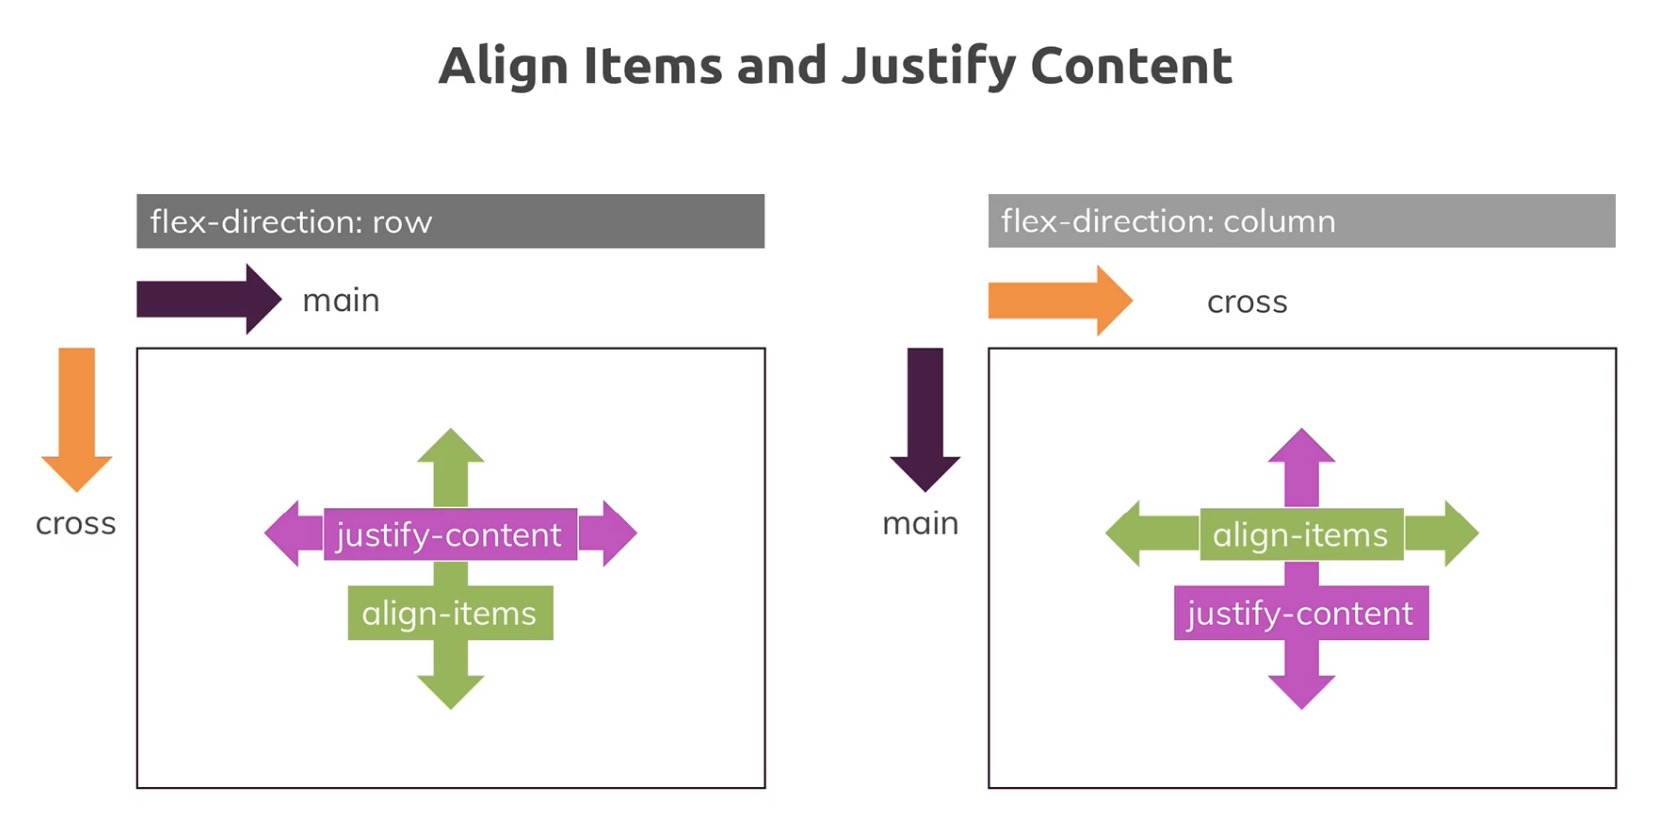 Align Items and Justify Content
flex-direction: row
main
cross
justify-content
align-items
flex-direction: column
cross
main
align-items
justify-content